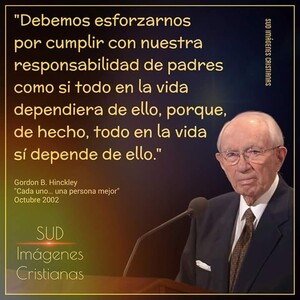 "Debemos esforzarnos
por cumplir con nuestra
responsabilidad de padres
como si todo en la vida
dependiera de ello, porque,
de hecho, todo en la vida
sí depende de ello."
Gordon B. Hinckley
"Cada uno... una persona mejor"
Octubre 2002
SUD
Imágenes
Cristianas
SUD IMÁGENES CRISTIANAS